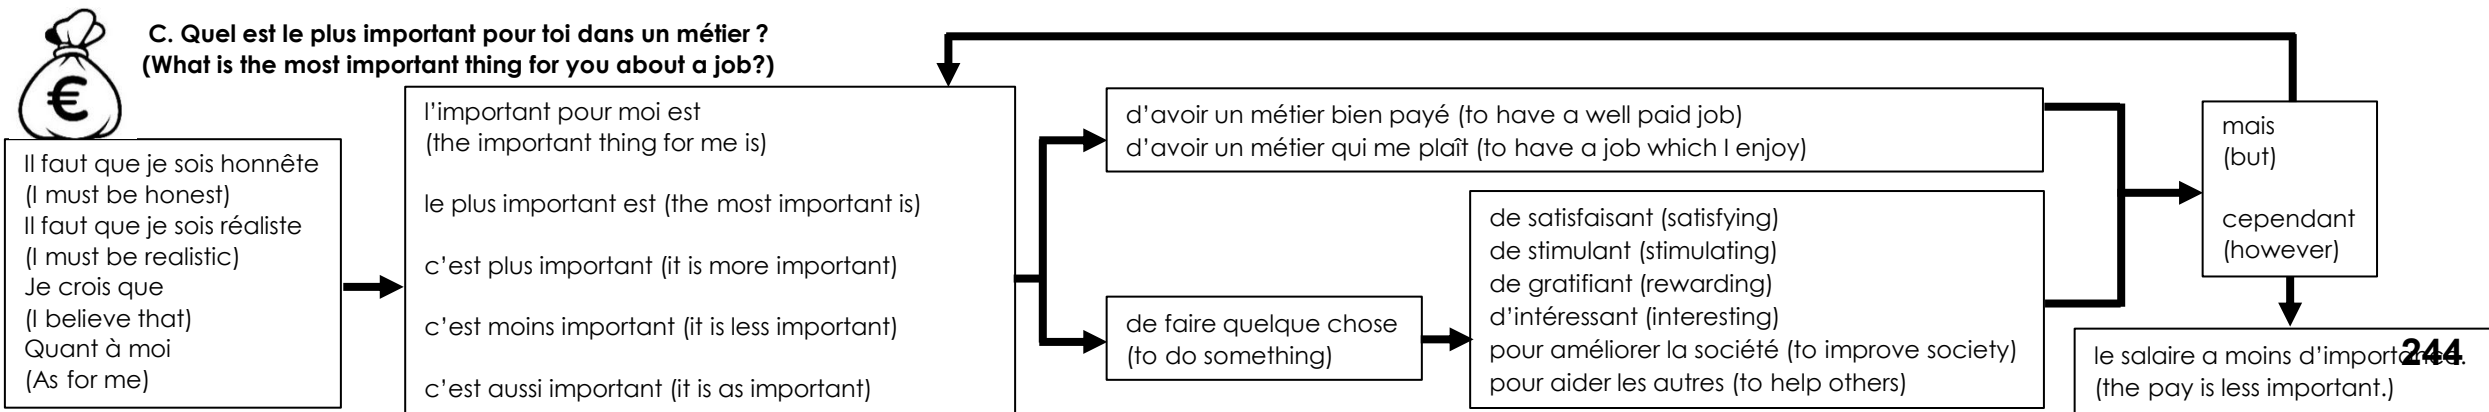 C. Quel est le plus important pour toi dans un métier ?
(What is the most important thing for you about a job?)
€
Il faut que je sois honnête
(I must be honest)
Il faut que je sois réaliste
(I must be realistic)
Je crois que
(I believe that)
Quant à moi
(As for me)
l'important pour moi est
(the important thing for me is)
le plus important est (the most important is)
c'est plus important (it is more important)
c'est moins important (it is less important)
c'est aussi important (it is as important)
d'avoir un métier bien payé (to have a well paid job)
d'avoir un métier qui me plaît (to have a job which I enjoy)
de faire quelque chose
(to do something)
de satisfaisant (satisfying)
de stimulant (stimulating)
de gratifiant (rewarding)
d'intéressant (interesting)
pour améliorer la société (to improve society)
pour aider les autres (to help others)
mais
(but)
cependant
(however)
le salaire a moins d'importance.
(the pay is less important.)
244